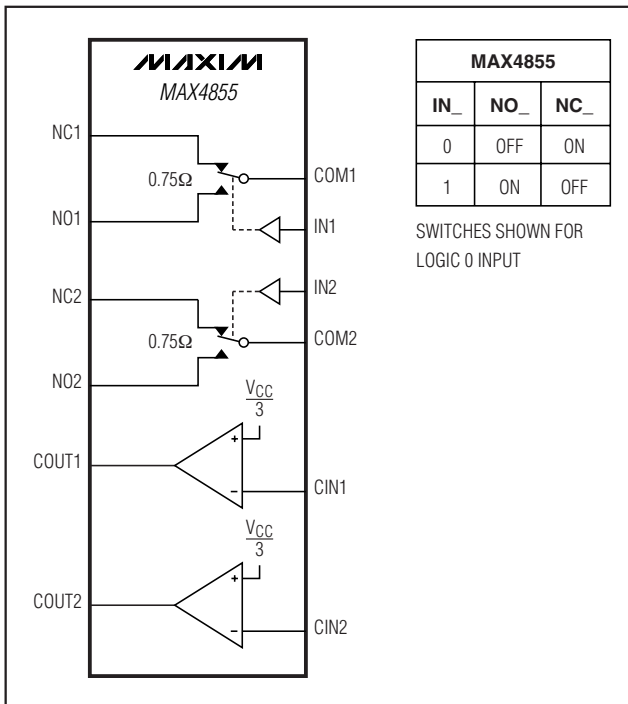 MAXIM
MAX4855
NC1
0.75Ω
COM1
NO1
IN1
NC2
IN2
0.75Ω
COM2
NO2
VCC
3
+
COUT1
−
CIN1
VCC
3
+
COUT2
−
CIN2
MAX4855
IN_ NO_ NC_
0 OFF ON
1 ON OFF
SWITCHES SHOWN FOR
LOGIC 0 INPUT